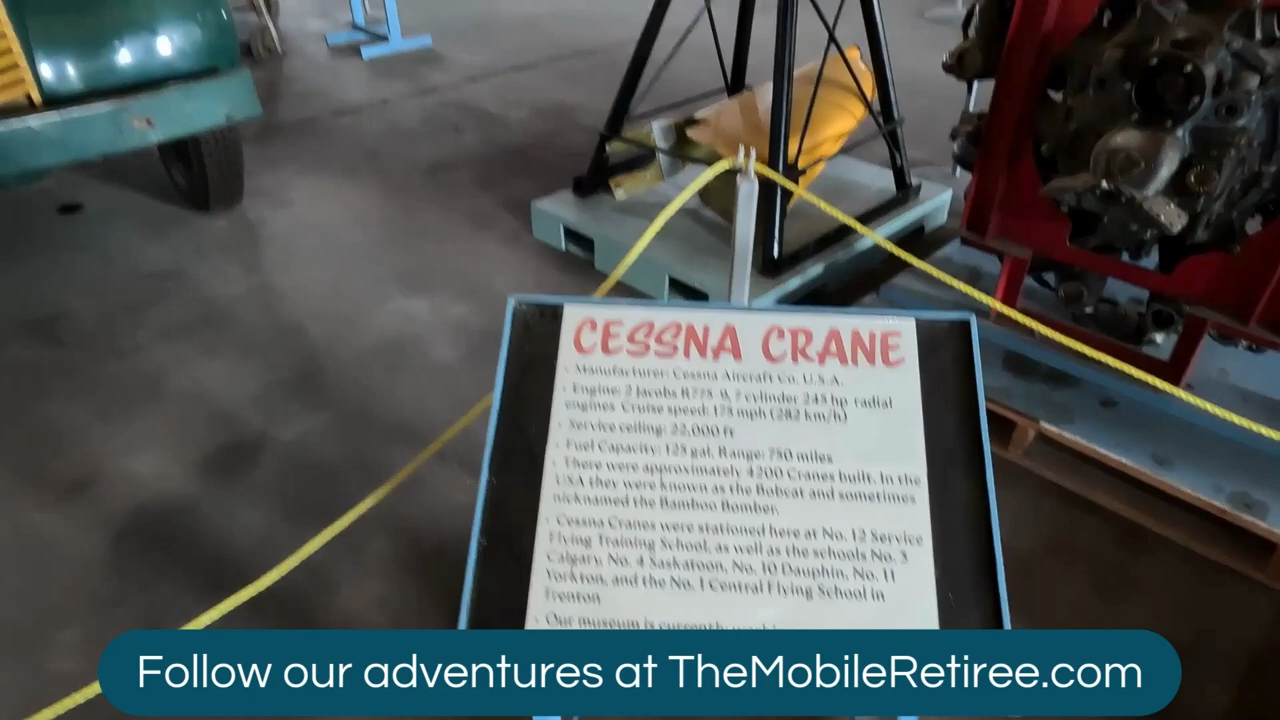 CESSNA CRANE
- Manufacturer: Cessna Aircraft Co. U.S.A.
- Engine: 2 Jacobs R775-9, 7 cylinder 245 hp radial
engines Cruise speed: 175 mph (282 km/h)
- Service ceiling: 22,000 ft
- Fuel Capacity: 125 gal, Range: 750 miles
- There were approximately 4200 Cranes built. In the
USA they were known as the Bobcat and sometimes
nicknamed the Bamboo Bomber.
- Cessna Cranes were stationed here at No. 12 Service
Flying Training School, as well as the schools No. 3
Calgary, No. 4 Saskatoon, No. 10 Dauphin, No. 11
Yorkton, and the No. 1 Central Flying School in
Trenton
- Our museum is currently
Follow our adventures at TheMobileRetiree.com